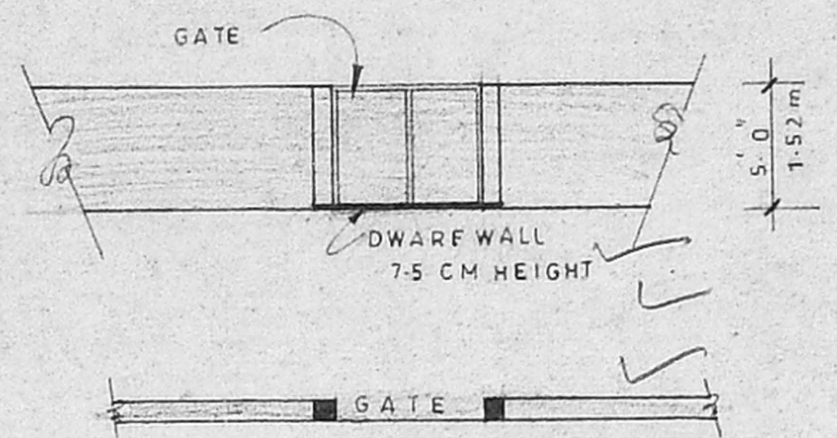 GATE
5'-0"
1·52 m
DWARF WALL
7·5 CM HEIGHT
GATE